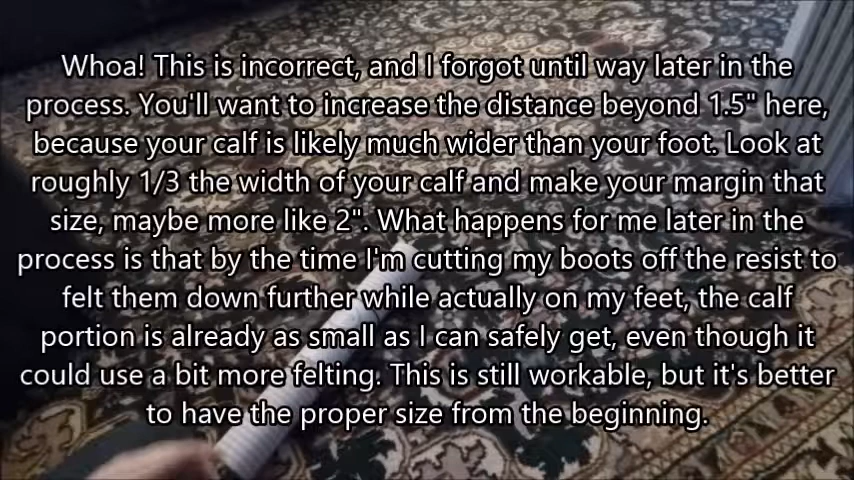 Whoa! This is incorrect, and I forgot until way later in the
process. You'll want to increase the distance beyond 1.5" here,
because your calf is likely much wider than your foot. Look at
roughly 1/3 the width of your calf and make your margin that
size, maybe more like 2". What happens for me later in the
process is that by the time I'm cutting my boots off the resist to
felt them down further while actually on my feet, the calf
portion is already as small as I can safely get, even though it
could use a bit more felting. This is still workable, but it's better
to have the proper size from the beginning.